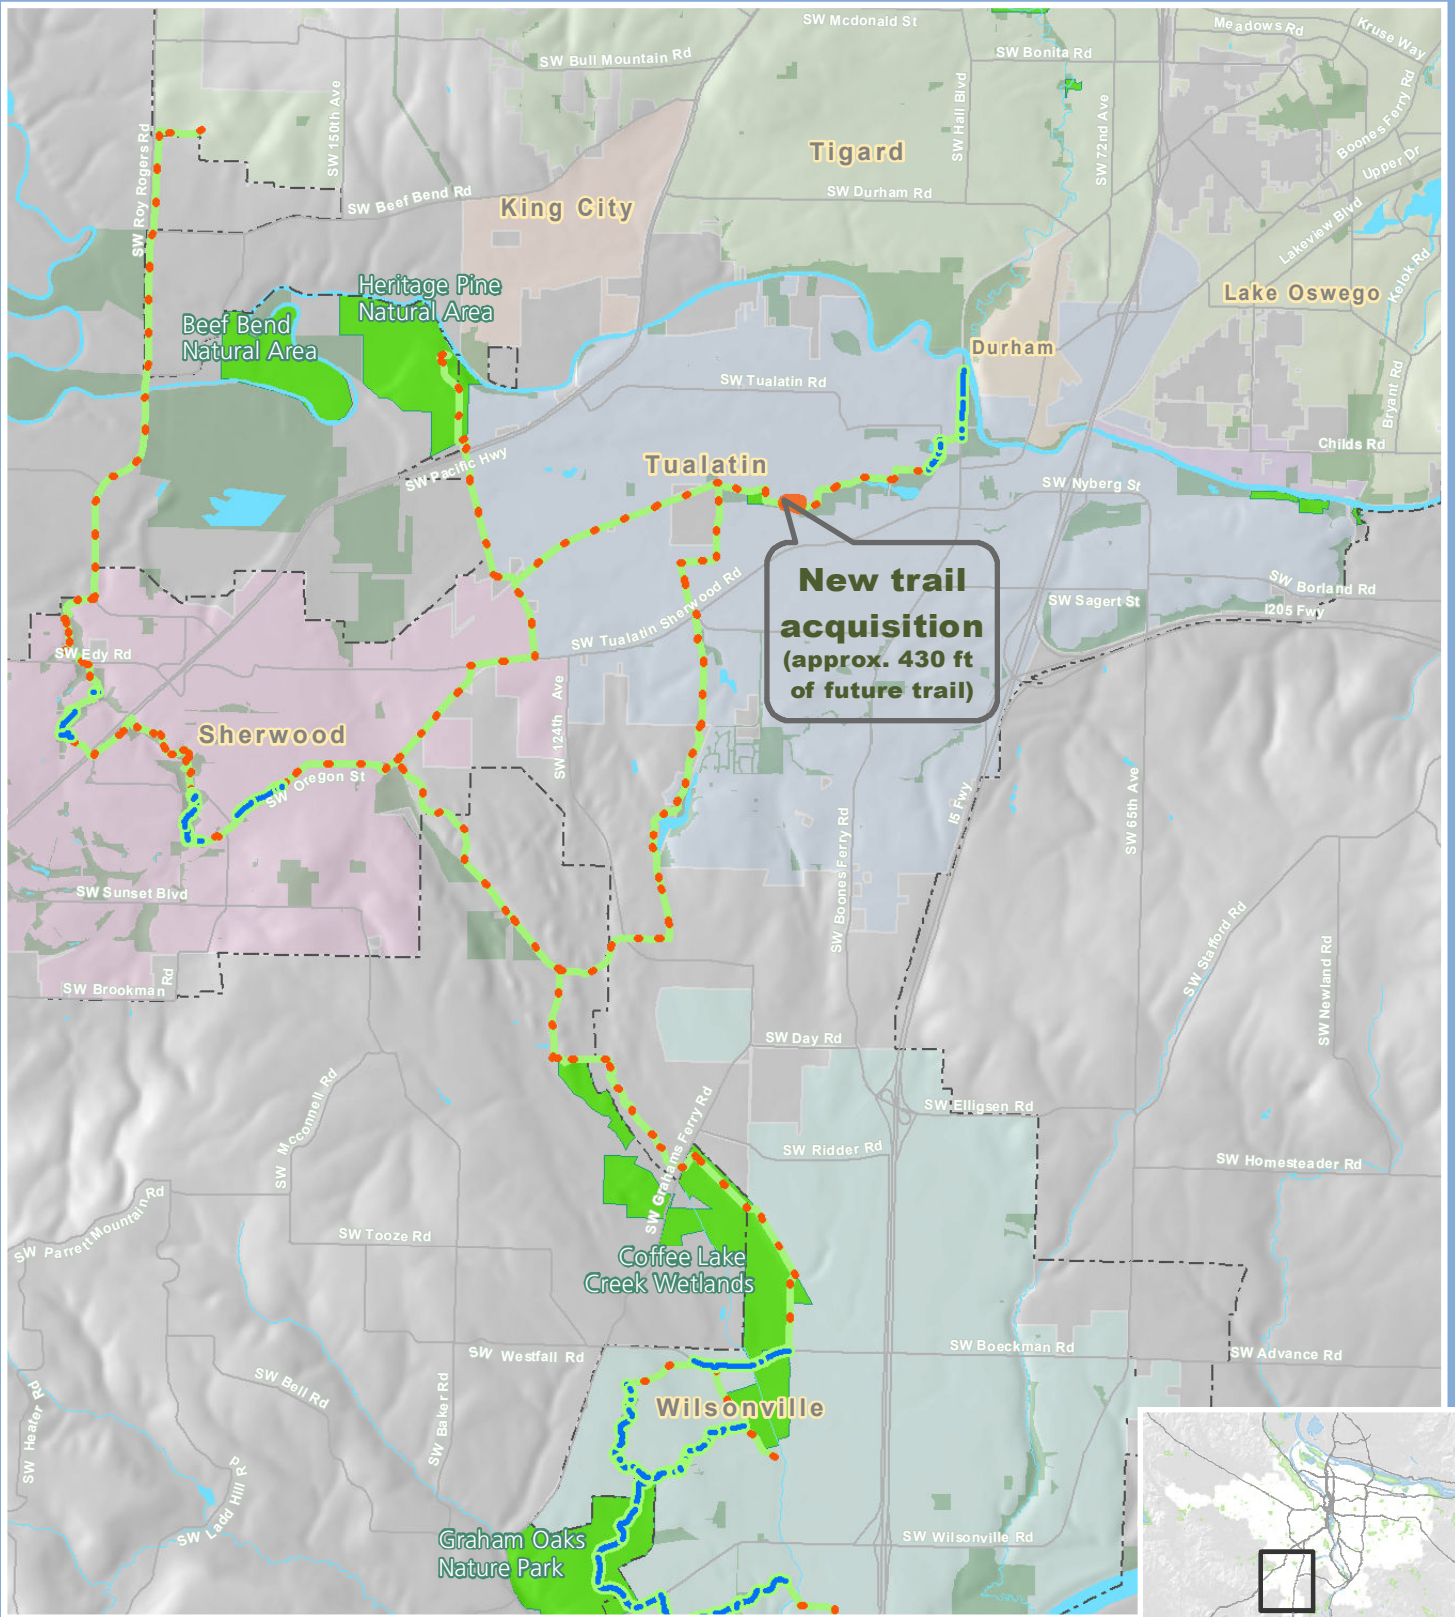 SW Mcdonald St
Meadows Rd
Kruse Way
SW Bull Mountain Rd
SW Bonita Rd
SW Roy Rogers Rd
SW 150th Ave
SW Hall Blvd
SW 72nd Ave
Boones Ferry Rd
Upper Dr
Tigard
SW Beef Bend Rd
SW Durham Rd
King City
Lakeview Blvd
Kelok Rd
Heritage Pine
Natural Area
Lake Oswego
Beef Bend
Natural Area
Durham
SW Tualatin Rd
Bryant Rd
Childs Rd
SW Pacific Hwy
Tualatin
SW Nyberg St
New trail
acquisition
(approx. 430 ft
of future trail)
SW Borland Rd
SW Sagert St
I205 Fwy
SW Tualatin Sherwood Rd
SW Edy Rd
SW 124th Ave
Sherwood
SW Oregon St
I5 Fwy
SW 65th Ave
SW Boones Ferry Rd
SW Sunset Blvd
SW Stafford Rd
SW Newland Rd
SW Brookman Rd
SW Day Rd
SW Mcconnell Rd
SW Grahams Ferry Rd
SW Elligsen Rd
SW Ridder Rd
SW Homesteader Rd
SW Parrett Mountain Rd
SW Tooze Rd
Coffee Lake
Creek Wetlands
SW Westfall Rd
SW Boeckman Rd
SW Advance Rd
SW Bell Rd
SW Baker Rd
SW Heater Rd
Wilsonville
SW Ladd Hill R
Graham Oaks
Nature Park
SW Wilsonville Rd